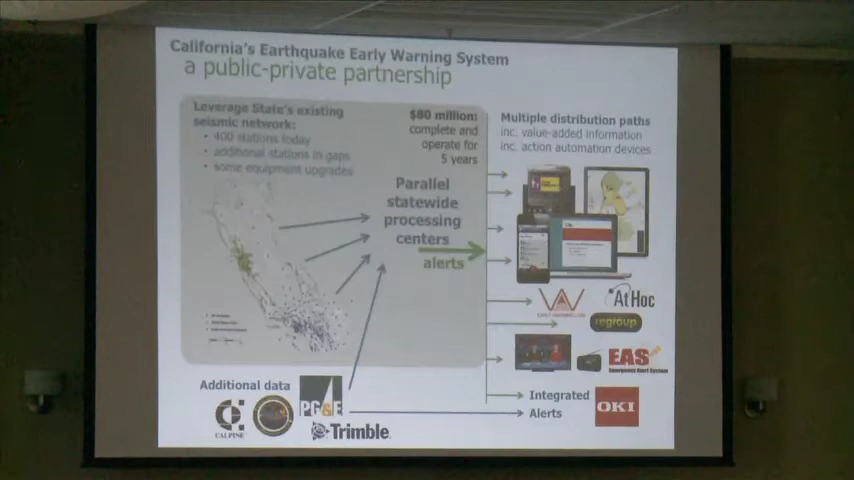 California's Earthquake Early Warning System
a public-private partnership
Leverage State's existing
seismic network:
• 400 stations today
• additional stations in gaps
• some equipment upgrades
$80 million:
complete and
operate for
5 years
Parallel
statewide
processing
centers
alerts
Multiple distribution paths
inc. value-added information
inc. action automation devices
AtHoc
regroup
EAS
Emergency Alert System
Integrated
Alerts
OKI
Additional data
CALPINE
PG&E
Trimble